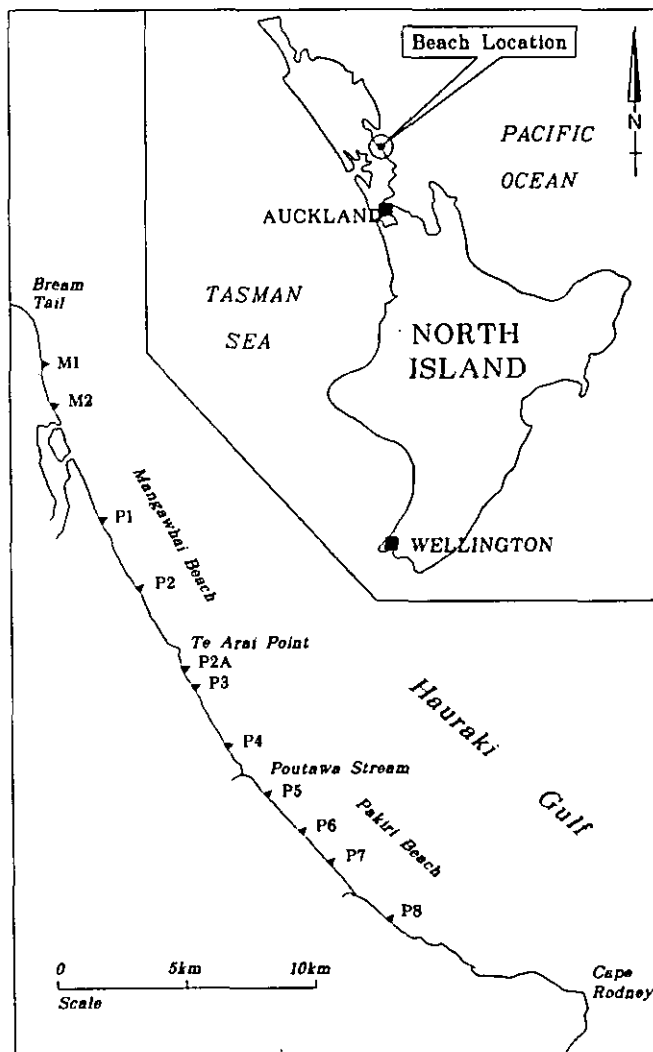 Beach Location
N
PACIFIC
OCEAN
AUCKLAND
TASMAN
SEA
NORTH
ISLAND
WELLINGTON
Bream
Tail
M1
M2
P1
Mangawhai Beach
P2
Te Arai Point
P2A
P3
P4
Poutawa Stream
P5
P6
P7
Pakiri Beach
P8
Hauraki
Gulf
Cape
Rodney
0 5km 10km
Scale